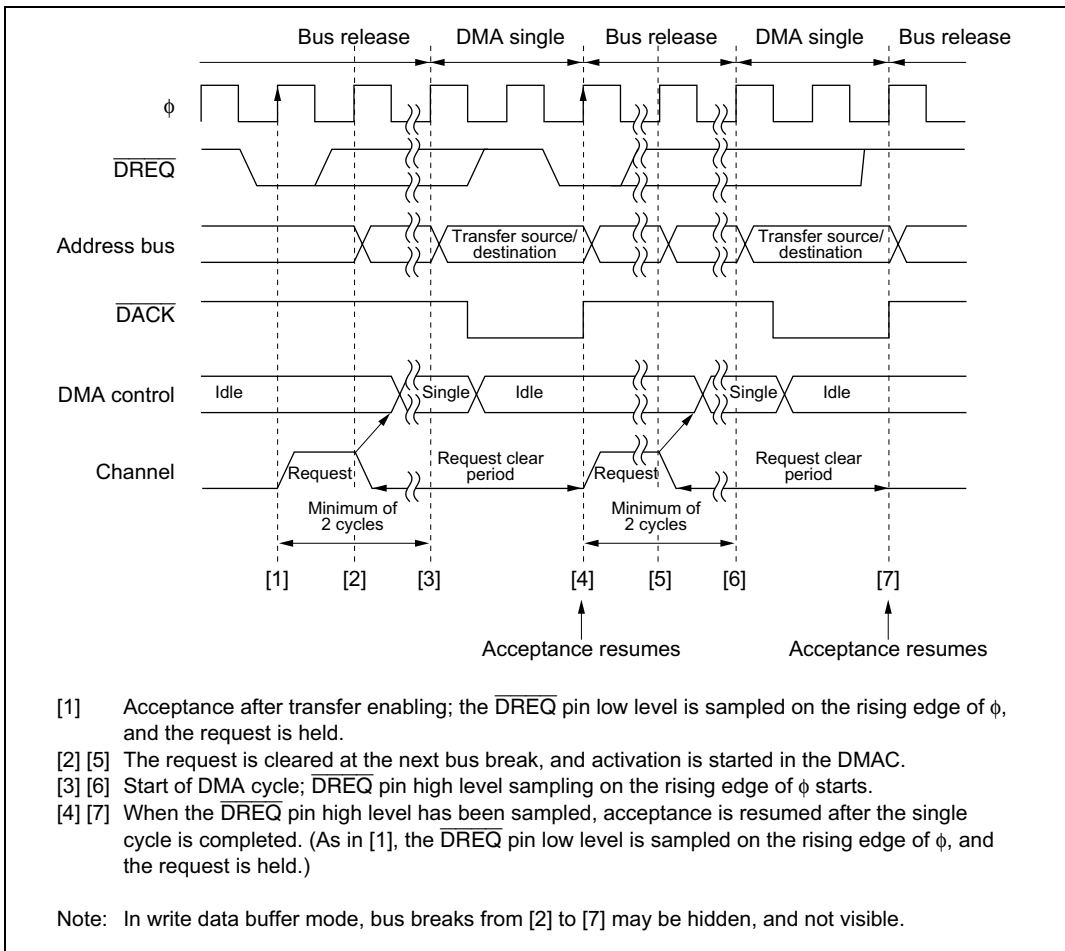 Bus release DMA single Bus release DMA single Bus release
ϕ
DREQ
Address bus
Transfer source/ Transfer source/
destination destination
DACK
DMA control Idle Single Idle Single Idle
Channel
Request Request clear Request Request clear
period period
Minimum of Minimum of
2 cycles 2 cycles
[1] [2] [3] [4] [5] [6] [7]
Acceptance resumes Acceptance resumes
[1] Acceptance after transfer enabling; the DREQ pin low level is sampled on the rising edge of ϕ,
and the request is held.
[2] [5] The request is cleared at the next bus break, and activation is started in the DMAC.
[3] [6] Start of DMA cycle; DREQ pin high level sampling on the rising edge of ϕ starts.
[4] [7] When the DREQ pin high level has been sampled, acceptance is resumed after the single
cycle is completed. (As in [1], the DREQ pin low level is sampled on the rising edge of ϕ, and
the request is held.)
Note: In write data buffer mode, bus breaks from [2] to [7] may be hidden, and not visible.